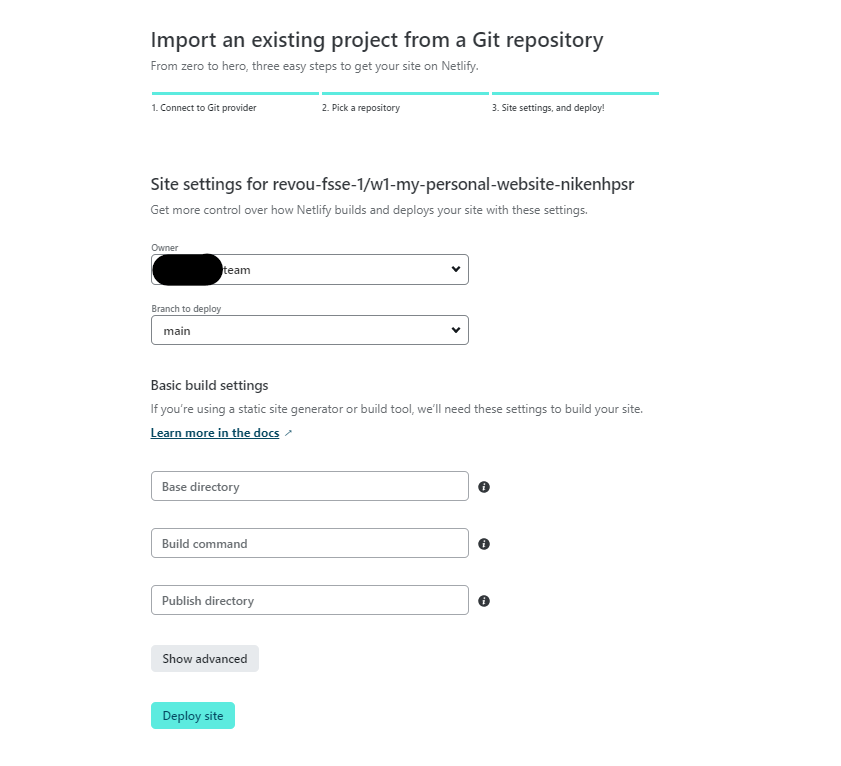 Import an existing project from a Git repository
From zero to hero, three easy steps to get your site on Netlify.
1. Connect to Git provider
2. Pick a repository
3. Site settings, and deploy!
Site settings for revou-fsse-1/w1-my-personal-website-nikenhpsr
Get more control over how Netlify builds and deploys your site with these settings.
Owner
team
Branch to deploy
main
Basic build settings
If you're using a static site generator or build tool, we'll need these settings to build your site.
Learn more in the docs ↗
Base directory
Build command
Publish directory
Show advanced
Deploy site